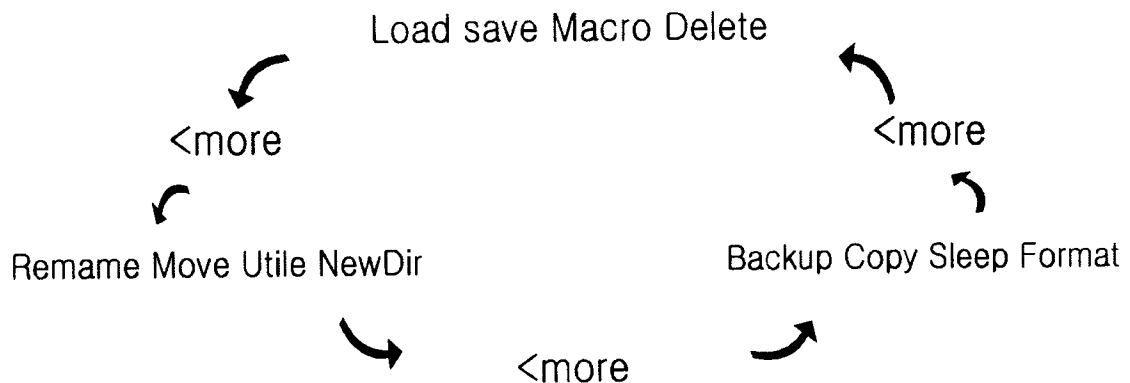 Load save Macro Delete
<more
<more
Remame Move Utile NewDir
Backup Copy Sleep Format
<more